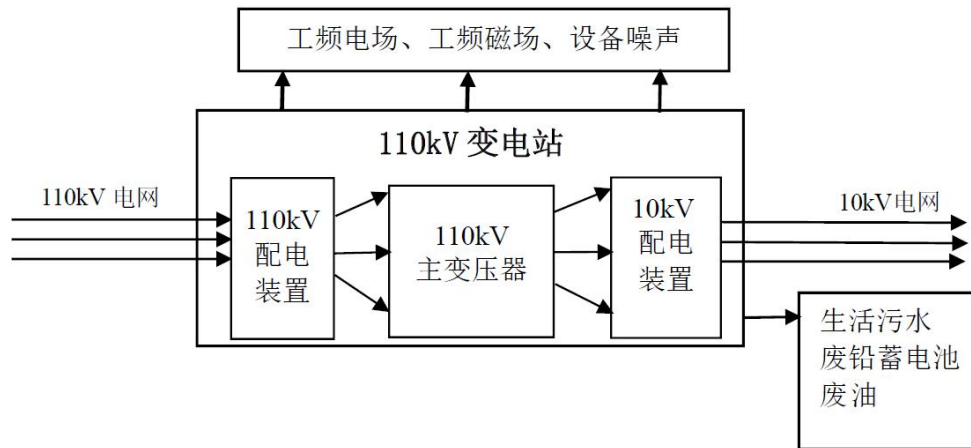 工频电场、工频磁场、设备噪声
110kV 变电站
110kV 电网
110kV
配电
装置
110kV
主变压器
10kV
配电
装置
10kV电网
生活污水
废铅蓄电池
废油